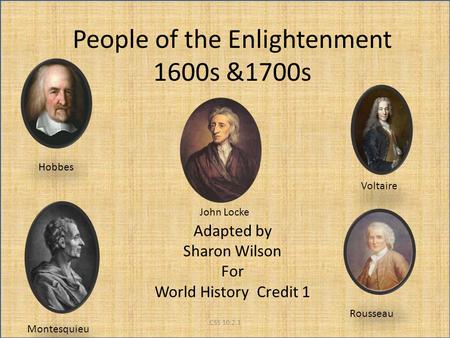 People of the Enlightenment
1600s &1700s
Hobbes
Voltaire
John Locke
Adapted by
Sharon Wilson
For
World History  Credit 1
Rousseau
Montesquieu
CSS 10.2.1